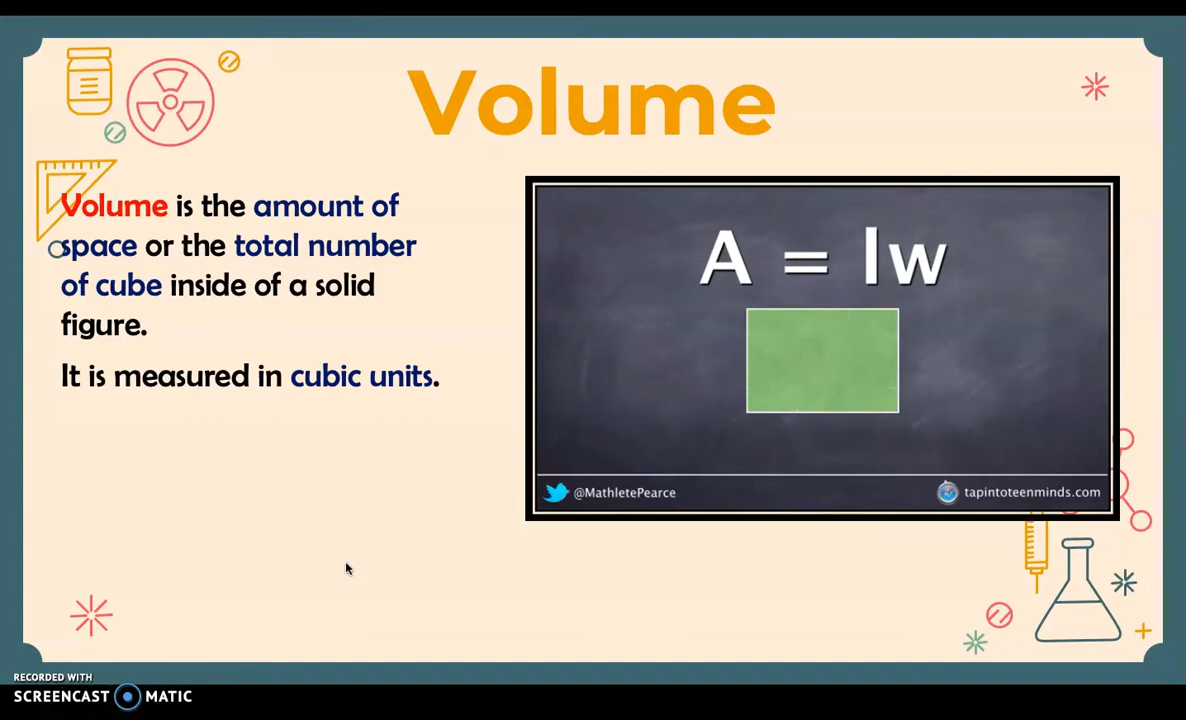 Volume
Volume is the amount of
space or the total number
of cube inside of a solid
figure.
It is measured in cubic units.
A = lw
@MathletePearce
tapintoteenminds.com
RECORDED WITH
SCREENCAST MATIC